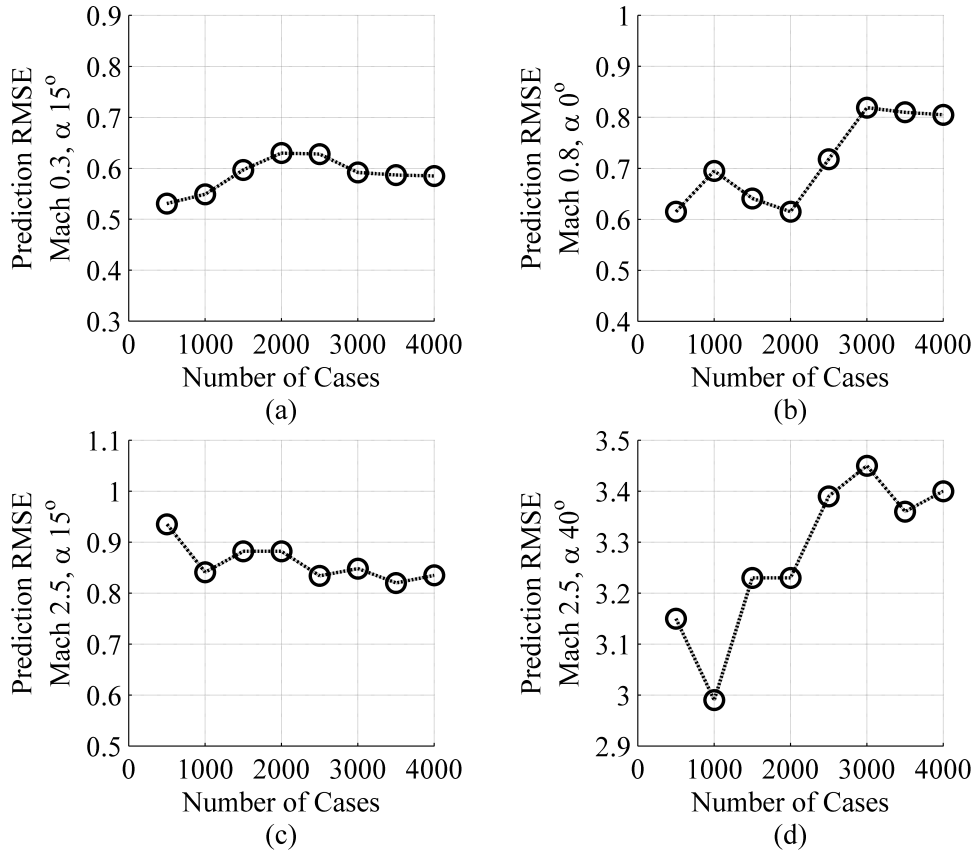 Prediction RMSE
Mach 0.3, α 15°
0.9
0.8
0.7
0.6
0.5
0.4
0.3
0 1000 2000 3000 4000
Number of Cases
(a)
Prediction RMSE
Mach 0.8, α 0°
1
0.9
0.8
0.7
0.6
0.5
0.4
0 1000 2000 3000 4000
Number of Cases
(b)
Prediction RMSE
Mach 2.5, α 15°
1.1
1
0.9
0.8
0.7
0.6
0.5
0 1000 2000 3000 4000
Number of Cases
(c)
Prediction RMSE
Mach 2.5, α 40°
3.5
3.4
3.3
3.2
3.1
3
2.9
0 1000 2000 3000 4000
Number of Cases
(d)